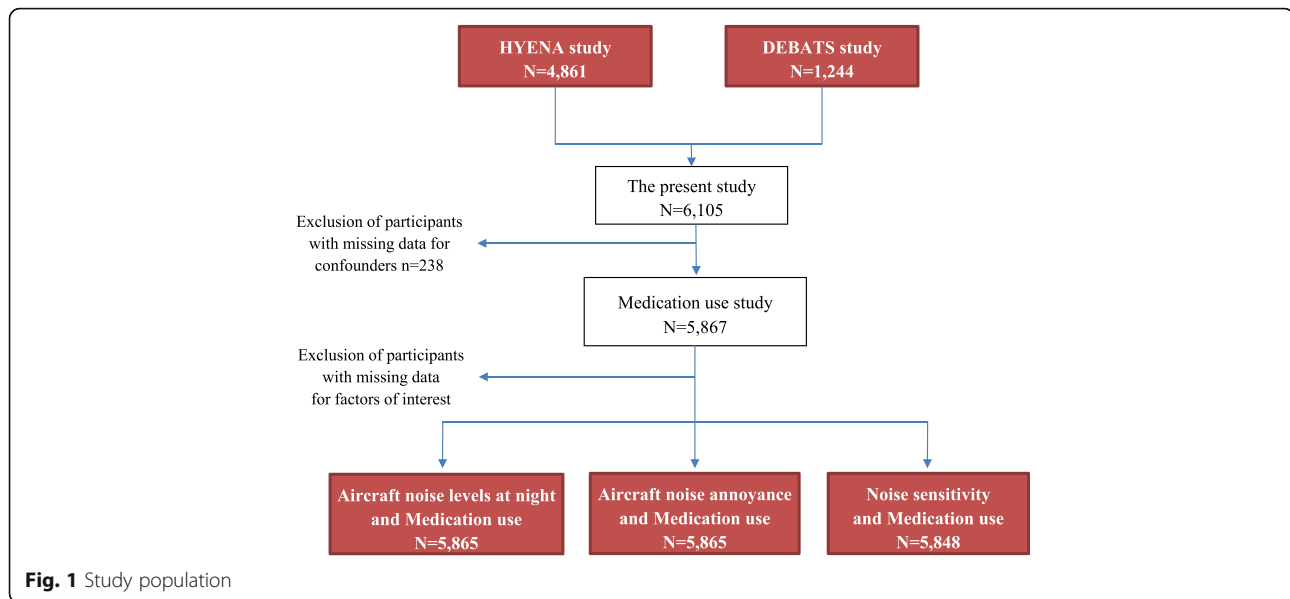 HYENA study
N=4,861
DEBATS study
N=1,244
The present study
N=6,105
Exclusion of participants
with missing data for
confounders n=238
Medication use study
N=5,867
Exclusion of participants
with missing data
for factors of interest
Aircraft noise levels at night
and Medication use
N=5,865
Aircraft noise annoyance
and Medication use
N=5,865
Noise sensitivity
and Medication use
N=5,848
Fig. 1 Study population